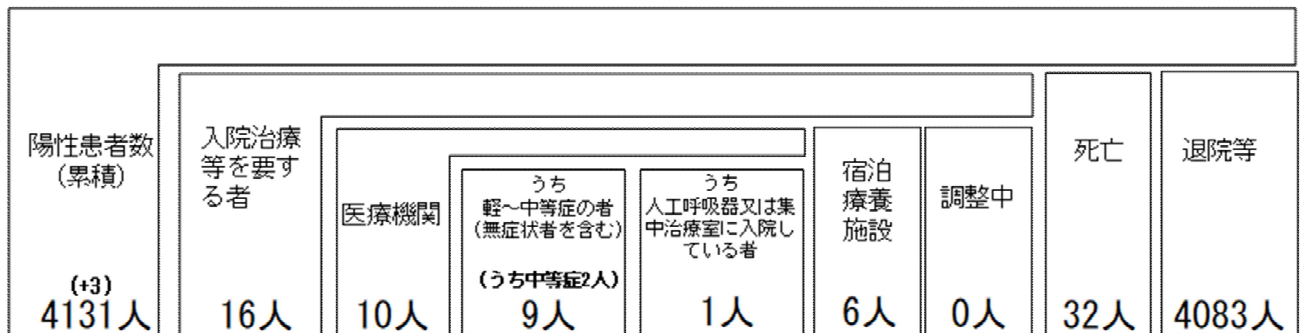 陽性患者数
(累積)
(+3)
4131人
入院治療
等を要す
る者
16人
医療機関
10人
うち
軽～中等症の者
(無症状者を含む)
(うち中等症2人)
9人
うち
人工呼吸器又は集
中治療室に入院し
ている者
1人
宿泊
療養
施設
6人
調整中
0人
死亡
32人
退院等
4083人